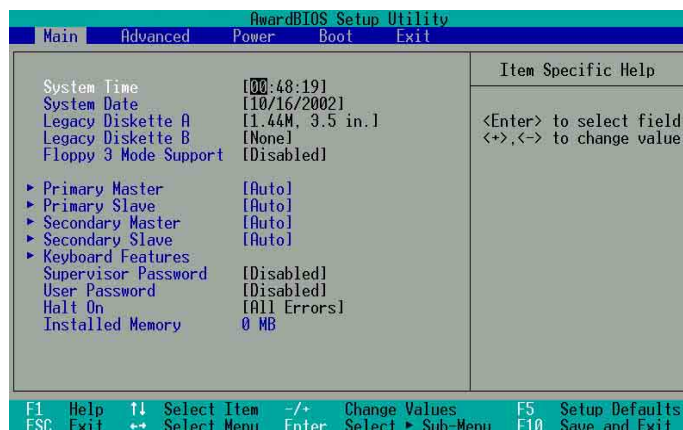 AwardBIOS Setup Utility
Main Advanced Power Boot Exit
Item Specific Help
System Time [00:48:19]
System Date [10/16/2002]
Legacy Diskette A [1.44M, 3.5 in.]
Legacy Diskette B [None]
Floppy 3 Mode Support [Disabled]
<Enter> to select field
<+>,<-> to change value
▸ Primary Master [Auto]
▸ Primary Slave [Auto]
▸ Secondary Master [Auto]
▸ Secondary Slave [Auto]
▸ Keyboard Features
Supervisor Password [Disabled]
User Password [Disabled]
Halt On [All Errors]
Installed Memory 0 MB
F1 Help ↑↓ Select Item -/+ Change Values F5 Setup Defaults
ESC Exit ←→ Select Menu Enter Select ▸ Sub-Menu F10 Save and Exit